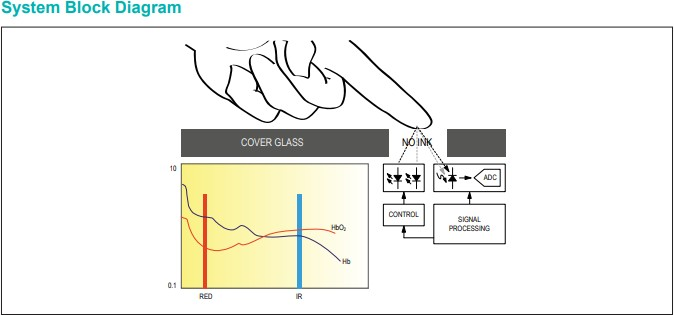 System Block Diagram
COVER GLASS
NO INK
10
ADC
HbO2
CONTROL
SIGNAL
PROCESSING
Hb
0.1
RED
IR